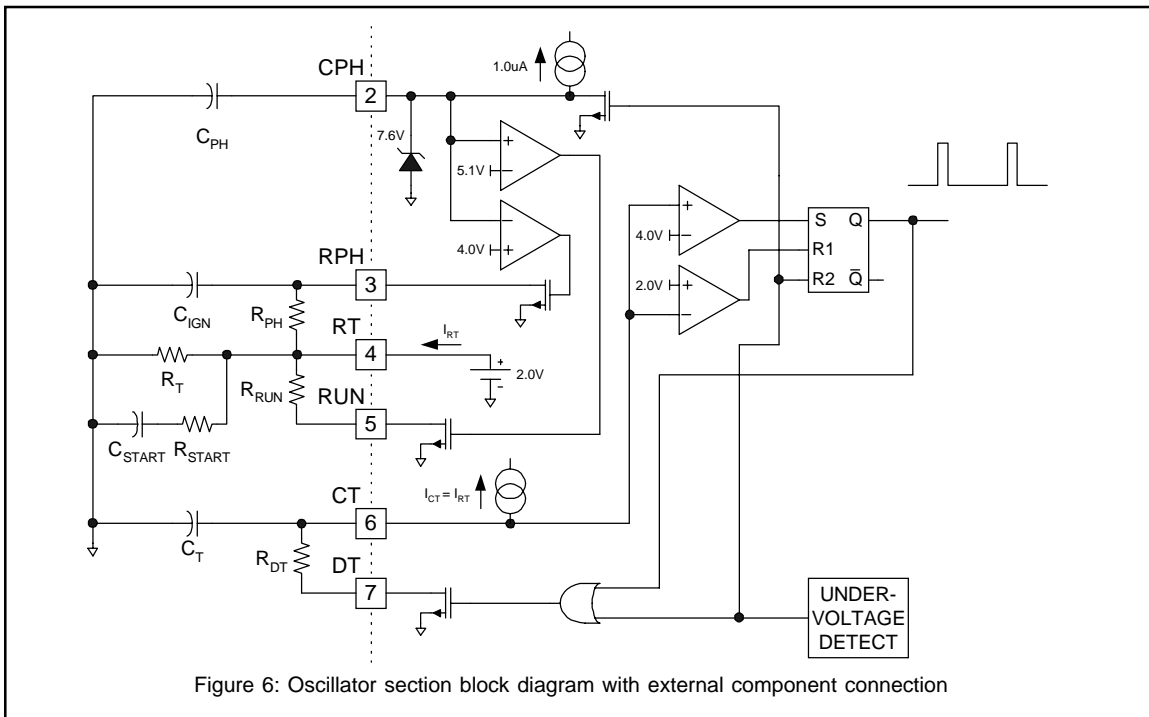 1.0uA
CPH
2
C_PH
7.6V
+
5.1V
−
−
4.0V
+
+
4.0V
−
S Q
R1
2.0V
+
−
R2 Q̅
RPH
3
C_IGN
R_PH
RT
I_RT
4
+
2.0V
-
R_T
R_RUN
RUN
5
C_START R_START
CT
I_CT = I_RT
6
C_T
R_DT
DT
7
UNDER-
VOLTAGE
DETECT
Figure 6: Oscillator section block diagram with external component connection